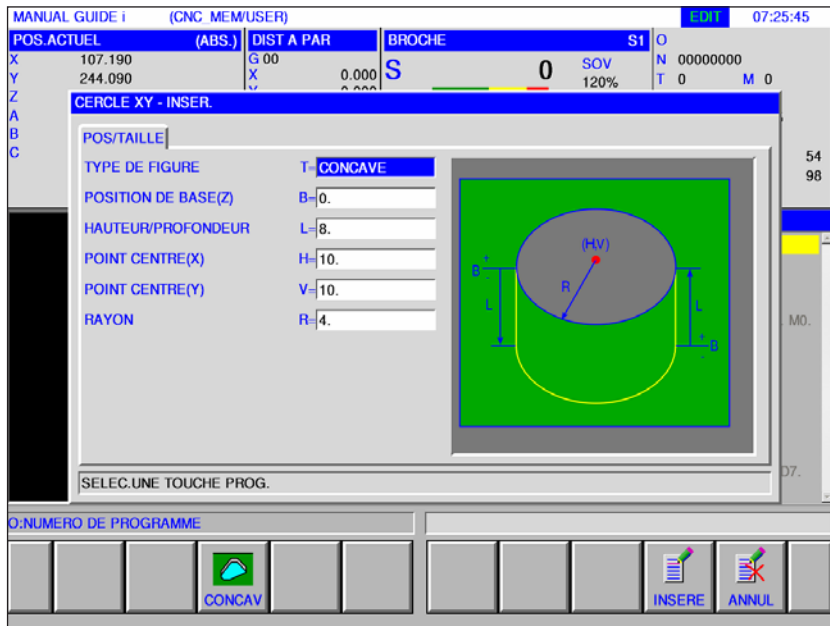 MANUAL GUIDE i (CNC_MEM/USER) EDIT 07:25:45
POS.ACTUEL (ABS.) DIST A PAR BROCHE S1 O
X 107.190 G 00 S 0 SOV N 00000000
Y 244.090 X 0.000 120% T 0 M 0
Z
A
B
C
54
98
CERCLE XY - INSER.
POS/TAILLE
TYPE DE FIGURE T= CONCAVE
POSITION DE BASE(Z) B= 0.
HAUTEUR/PROFONDEUR L= 8.
POINT CENTRE(X) H= 10.
POINT CENTRE(Y) V= 10.
RAYON R= 4.
(H,V)
B + -
R
L L
+ B -
M0.
D7.
SELEC.UNE TOUCHE PROG.
O:NUMERO DE PROGRAMME
CONCAV INSERE ANNUL